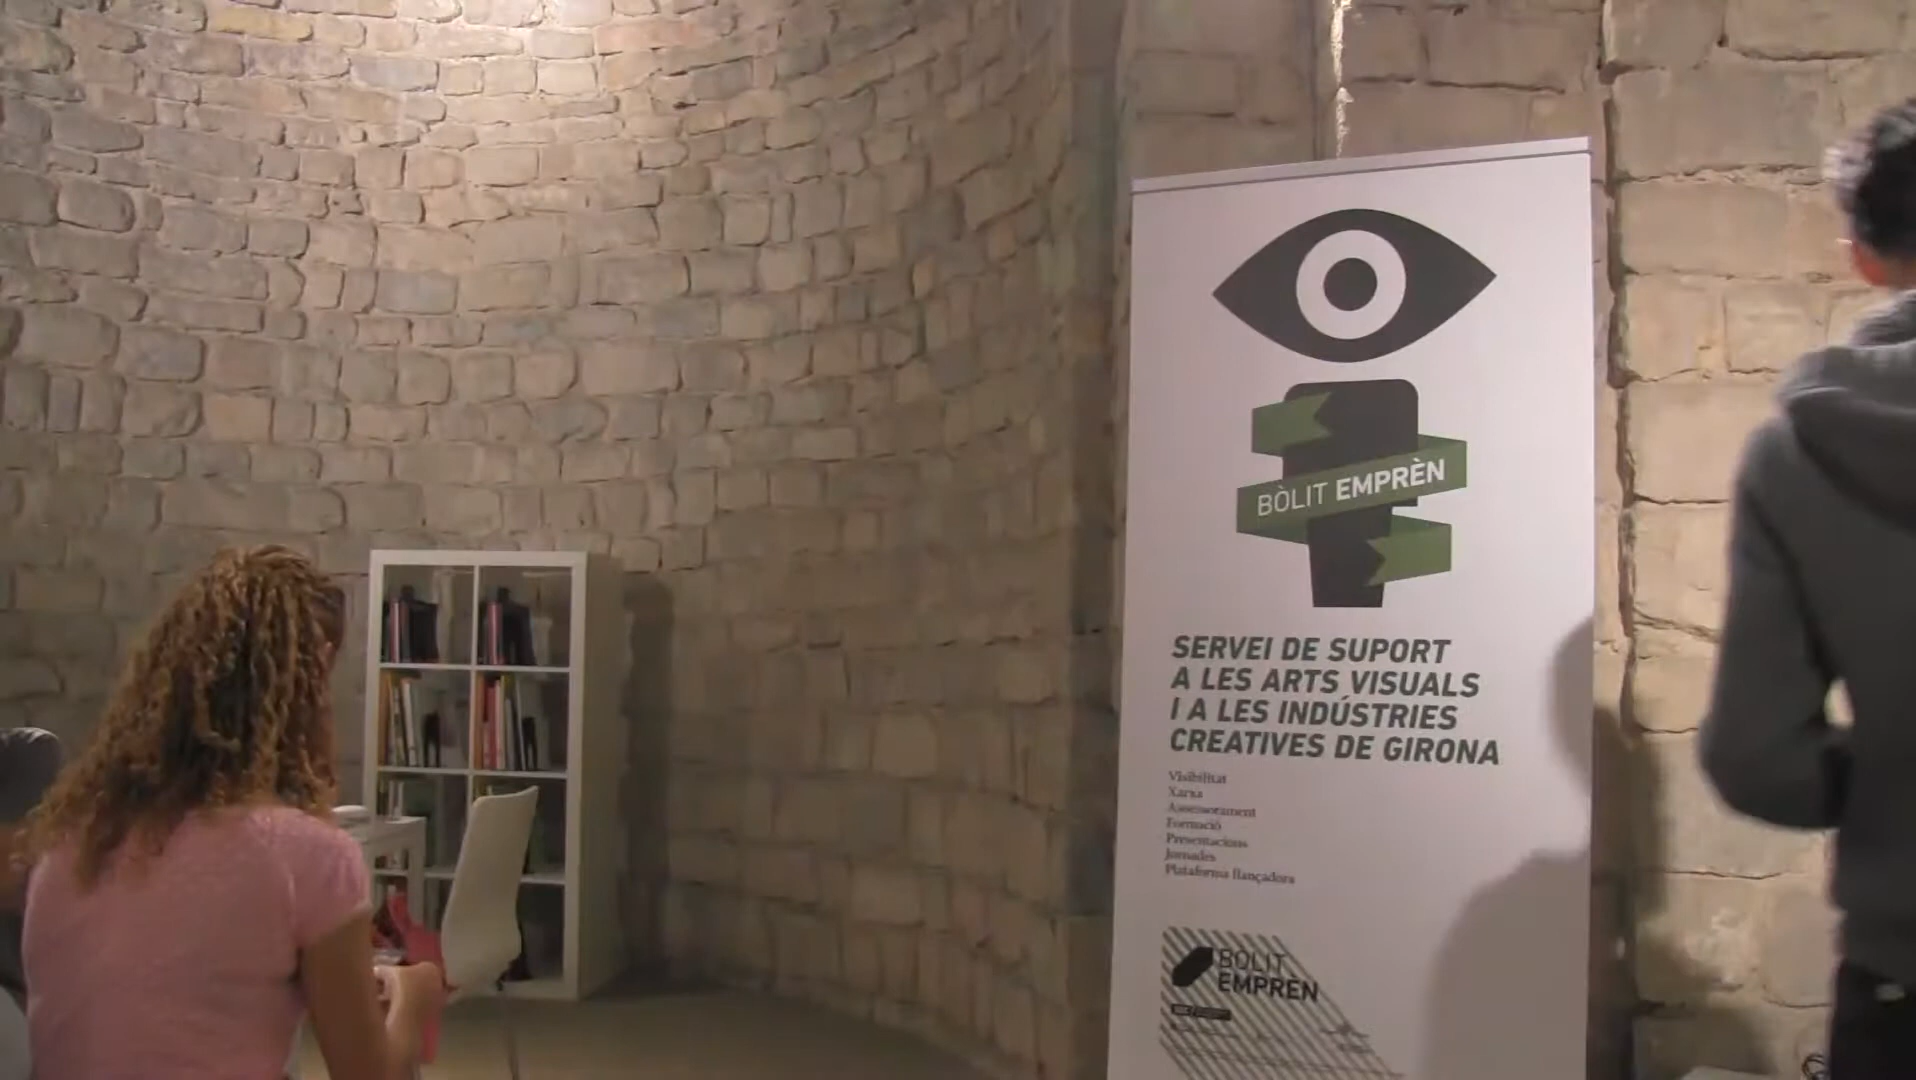 BÒLIT EMPRÈN
SERVEI DE SUPORT
A LES ARTS VISUALS
I A LES INDÚSTRIES
CREATIVES DE GIRONA
Visibilitat
Xarxa
Assessorament
Formació
Presentacions
Jornades
Plataforma llançadora
BÒLIT
EMPRÈN